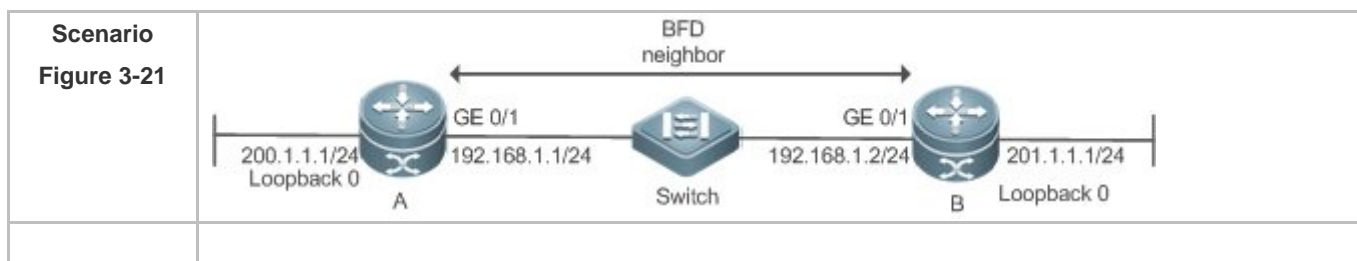 Scenario
Figure 3-21
BFD
neighbor
GE 0/1
GE 0/1
200.1.1.1/24
192.168.1.1/24
192.168.1.2/24
201.1.1.1/24
Loopback 0
Loopback 0
A
Switch
B